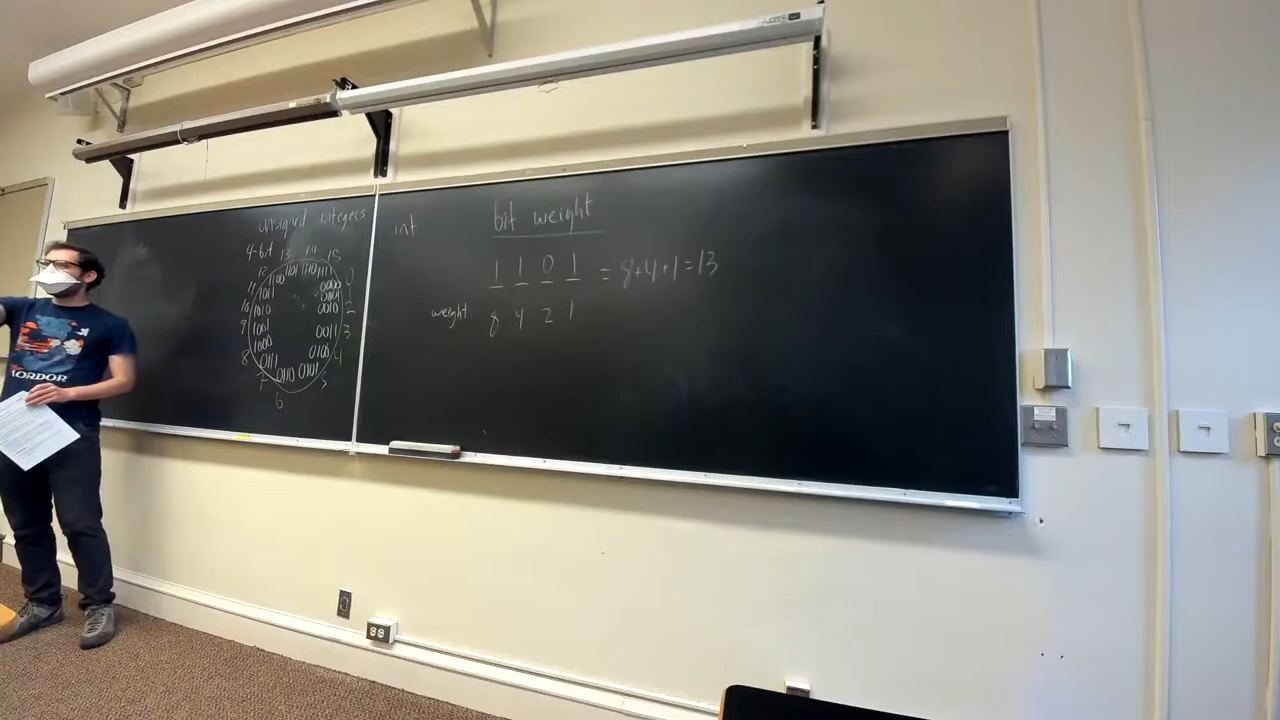 unsigned integers
4-bit 13 14 15
12 1101 1110 1111 0
11 1100 0000
1011 0001
10 1010 0010 2
9 1001 0011 3
1000 0100 4
8 0111 0110 0101
7 5
6
int
bit weight
1 1 0 1 = 8+4+1=13
weight 8 4 2 1
MORDOR